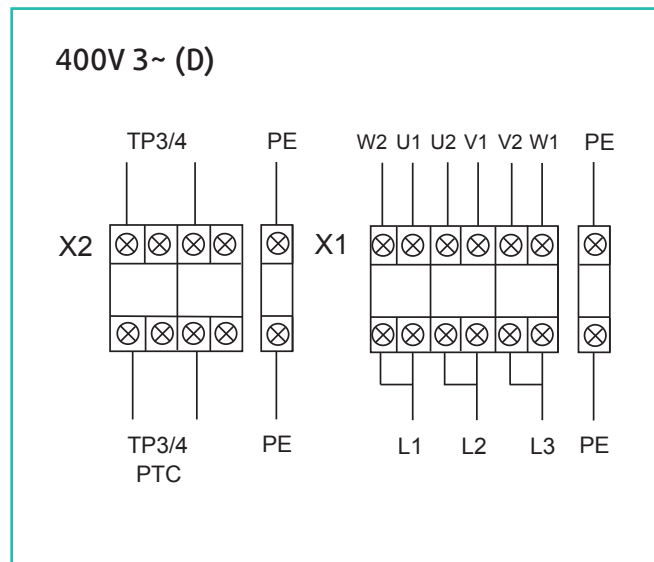 400V 3~ (D)
TP3/4 PE W2 U1 U2 V1 V2 W1 PE
X2 X1
TP3/4 PE L1 L2 L3 PE
PTC